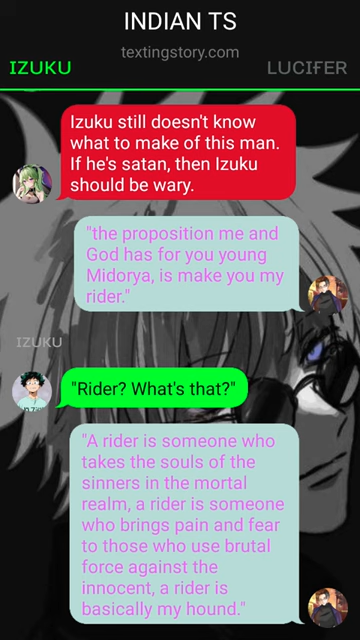 INDIAN TS
textingstory.com
IZUKU
LUCIFER
Izuku still doesn't know
what to make of this man.
If he's satan, then Izuku
should be wary.
"the proposition me and
God has for you young
Midorya, is make you my
rider."
IZUKU
"Rider? What's that?"
"A rider is someone who
takes the souls of the
sinners in the mortal
realm, a rider is someone
who brings pain and fear
to those who use brutal
force against the
innocent, a rider is
basically my hound."